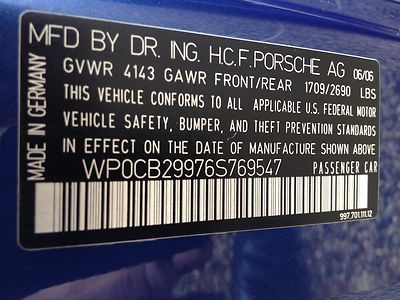 MFD BY DR. ING. H.C.F. PORSCHE AG 06/06
GVWR 4143 GAWR FRONT/REAR 1709/2690 LBS
THIS VEHICLE CONFORMS TO ALL APPLICABLE U.S. FEDERAL MOTOR
VEHICLE SAFETY, BUMPER, AND THEFT PREVENTION STANDARDS
IN EFFECT ON THE DATE OF MANUFACTURE SHOWN ABOVE
WP0CB29976S769547 PASSENGER CAR
MADE IN GERMANY
997.701.111.12